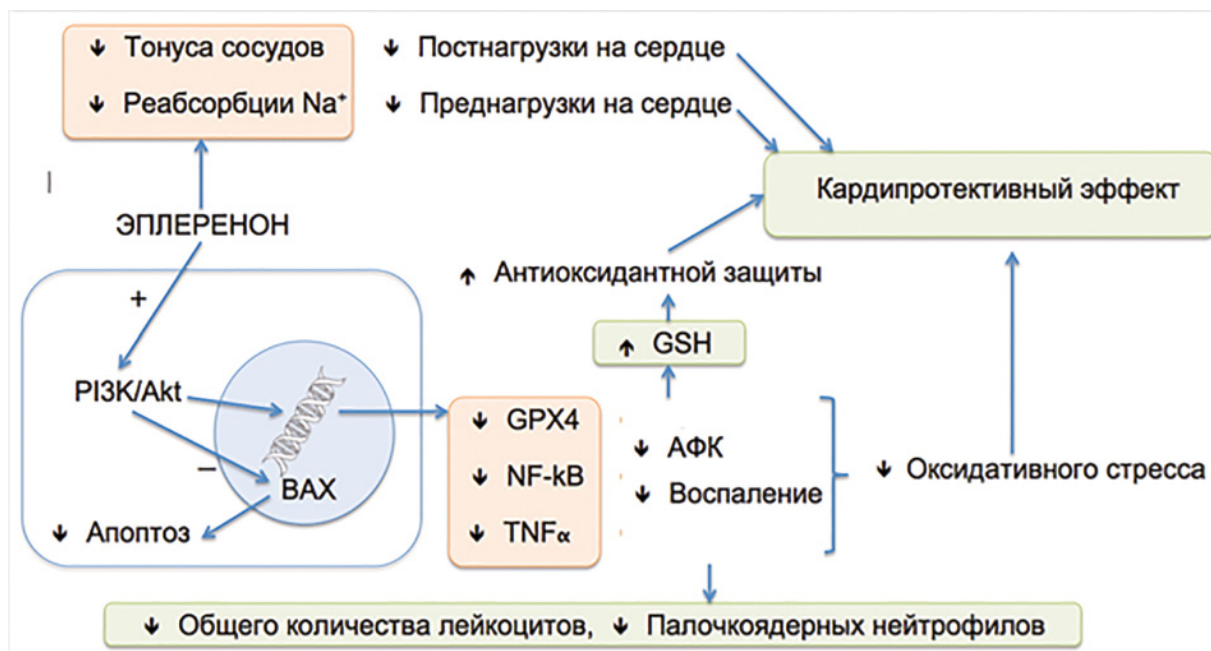 ↓ Тонуса сосудов
↓ Реабсорбции Na⁺
↓ Постнагрузки на сердце
↓ Преднагрузки на сердце
Кардипротективный эффект
ЭПЛЕРЕНОН
↑ Антиоксидантной защиты
+
↑ GSH
PI3K/Akt
↓ GPX4
↓ NF-kB
↓ TNFα
↓ АФК
↓ Воспаление
↓ Оксидативного стресса
–
BAX
↓ Апоптоз
↓ Общего количества лейкоцитов, ↓ Палочкоядерных нейтрофилов